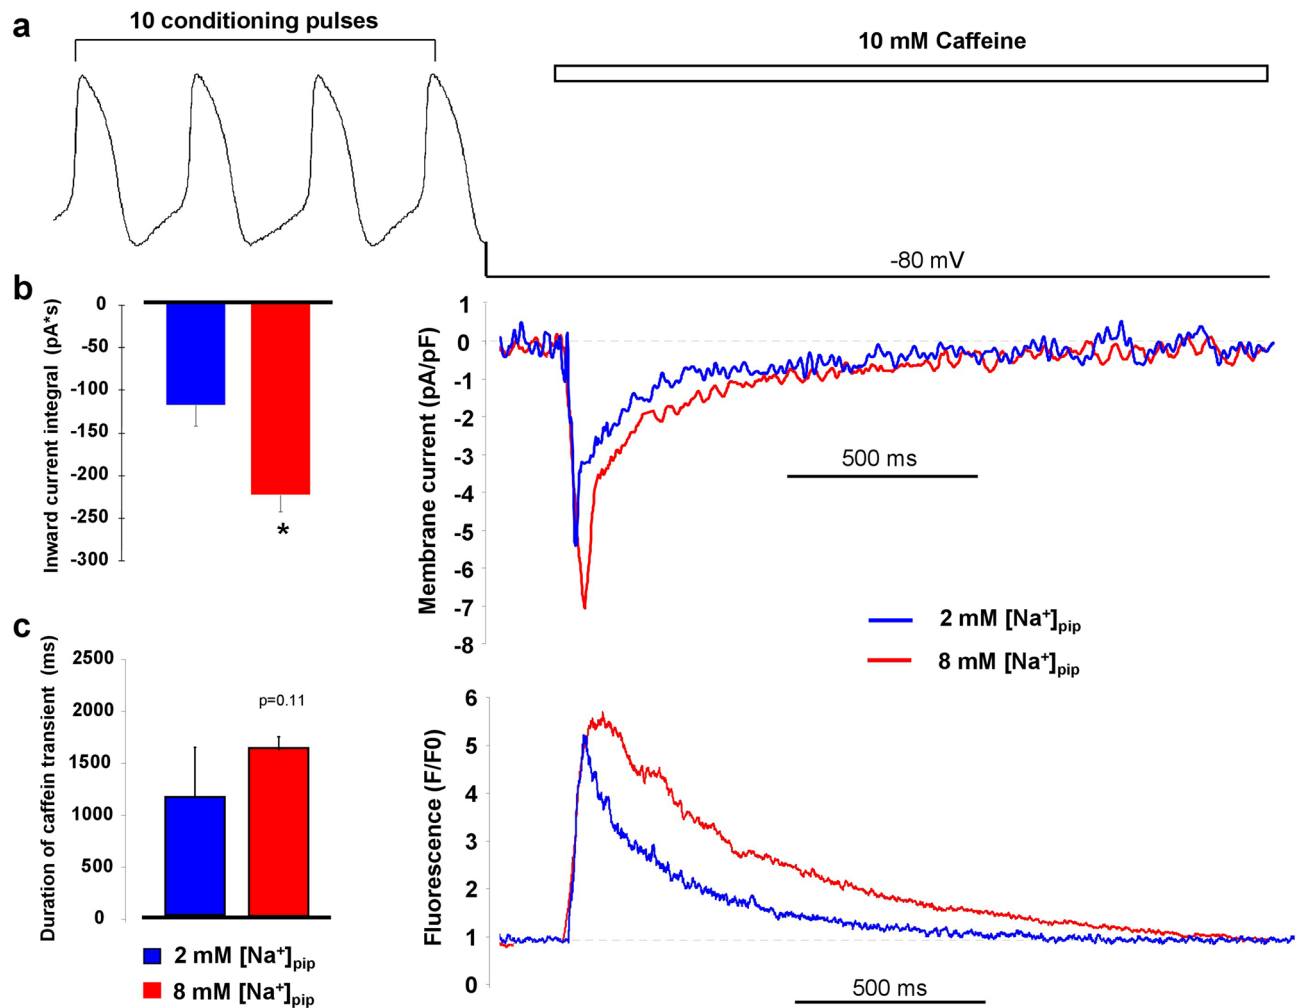 a
10 conditioning pulses
10 mM Caffeine
-80 mV
b
Inward current integral (pA*s)
0
-50
-100
-150
-200
-250
-300
*
Membrane current (pA/pF)
1
0
-1
-2
-3
-4
-5
-6
-7
-8
500 ms
2 mM [Na+]pip
8 mM [Na+]pip
c
Duration of caffein transient (ms)
2500
2000
1500
1000
500
0
p=0.11
2 mM [Na+]pip
8 mM [Na+]pip
Fluorescence (F/F0)
6
5
4
3
2
1
0
500 ms